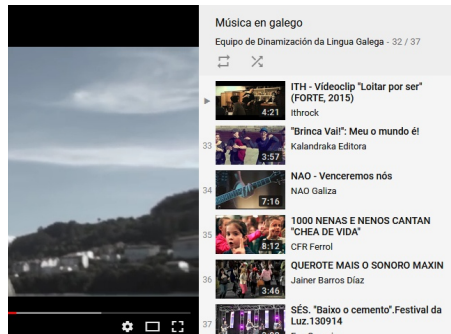 Música en galego
Equipo de Dinamización da Lingua Galega - 32 / 37
ITH - Vídeoclip "Loitar por ser"
(FORTE, 2015)
Ithrock
4:21
33
"Brinca Vai!": Meu o mundo é!
Kalandraka Editora
3:57
34
NAO - Venceremos nós
NAO Galiza
7:16
35
1000 NENAS E NENOS CANTAN
"CHEA DE VIDA"
CFR Ferrol
8:12
36
QUEROTE MAIS O SONORO MAXIN
Jainer Barros Díaz
3:46
37
SÉS. "Baixo o cemento".Festival da
Luz.130914